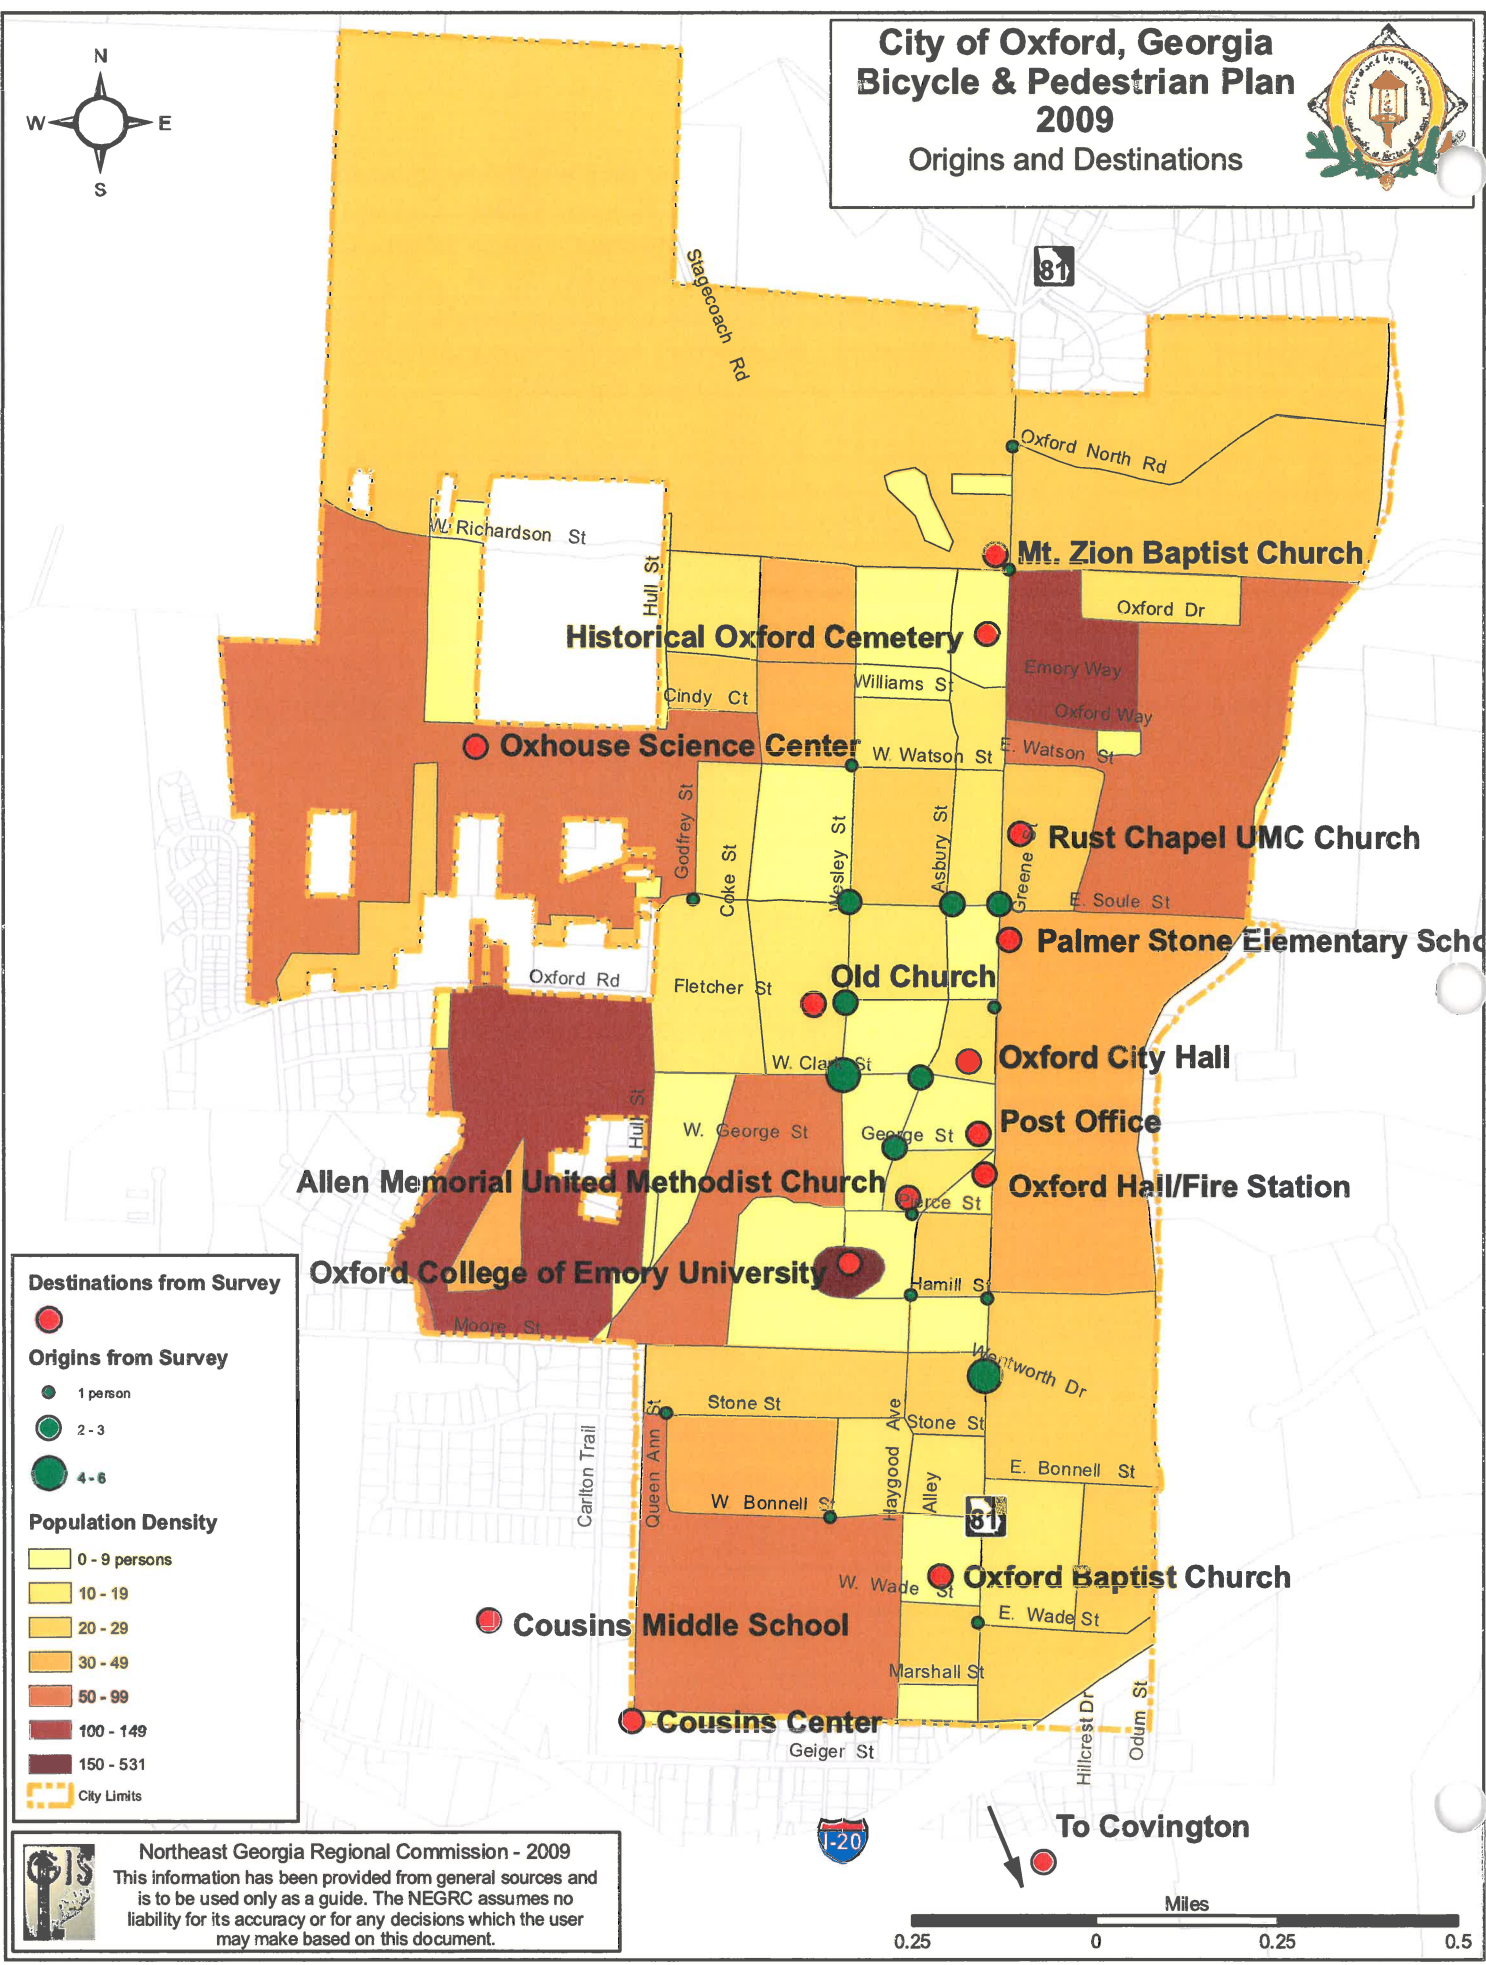 City of Oxford, Georgia
Bicycle & Pedestrian Plan
2009
Origins and Destinations
N
W
E
S
81
Stagecoach Rd
Oxford North Rd
W. Richardson St
Mt. Zion Baptist Church
Hull St
Oxford Dr
Historical Oxford Cemetery
Emory Way
Williams St
Cindy Ct
Oxford Way
Oxhouse Science Center
W. Watson St
E. Watson St
Godfrey St
Coke St
Wesley St
Asbury St
Greene St
Rust Chapel UMC Church
E. Soule St
Palmer Stone Elementary Scho
Oxford Rd
Fletcher St
Old Church
W. Clark St
Oxford City Hall
Hull St
W. George St
George St
Post Office
Allen Memorial United Methodist Church
Pierce St
Oxford Hall/Fire Station
Oxford College of Emory University
Hamill St
Moore St
Wentworth Dr
Stone St
Stone St
Carlton Trail
Queen Ann St
Haygood Ave
Alley
E. Bonnell St
W Bonnell St
81
W. Wade St
Oxford Baptist Church
Cousins Middle School
E. Wade St
Marshall St
Cousins Center
Geiger St
Hillcrest Dr
Odum St
Destinations from Survey
Origins from Survey
1 person
2 - 3
4 - 6
Population Density
0 - 9 persons
10 - 19
20 - 29
30 - 49
50 - 99
100 - 149
150 - 531
City Limits
GIS
Northeast Georgia Regional Commission - 2009
This information has been provided from general sources and
is to be used only as a guide. The NEGRC assumes no
liability for its accuracy or for any decisions which the user
may make based on this document.
I-20
To Covington
Miles
0.25
0
0.25
0.5